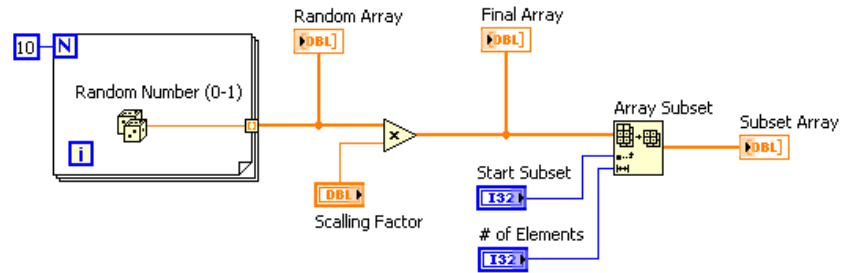 Random Array
DBL]
Final Array
DBL]
10
N
Random Number (0-1)
i
[]
x
DBL
Scalling Factor
Array Subset
Subset Array
DBL]
Start Subset
I32
# of Elements
I32